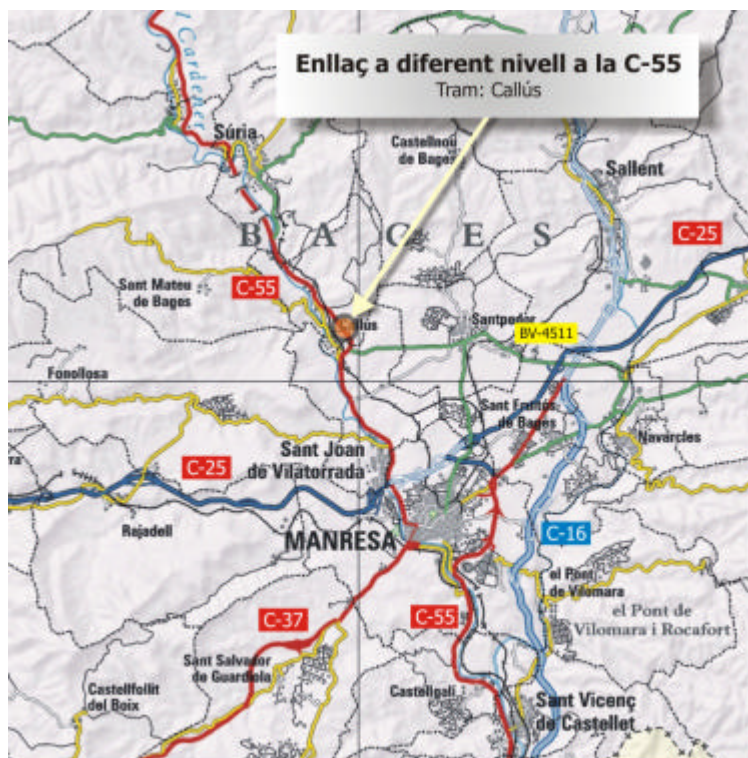 Enllaç a diferent nivell a la C-55
Tram: Callús
Cardener
Súria
Castellnou
de Bages
Sallent
BAGES
C-25
Sant Mateu
de Bages
C-55
Santpedor
BV-4511
Fonollosa
Sant Fruitós
de Bages
Navarcles
Sant Joan
de Vilatorrada
C-25
Rajadell
MANRESA
C-16
el Pont
de Vilomara
el Pont de
Vilomara i Rocafort
C-37
C-55
Sant Salvador
de Guardiola
Castellfollit
del Boix
Castellgalí
Sant Vicenç
de Castellet